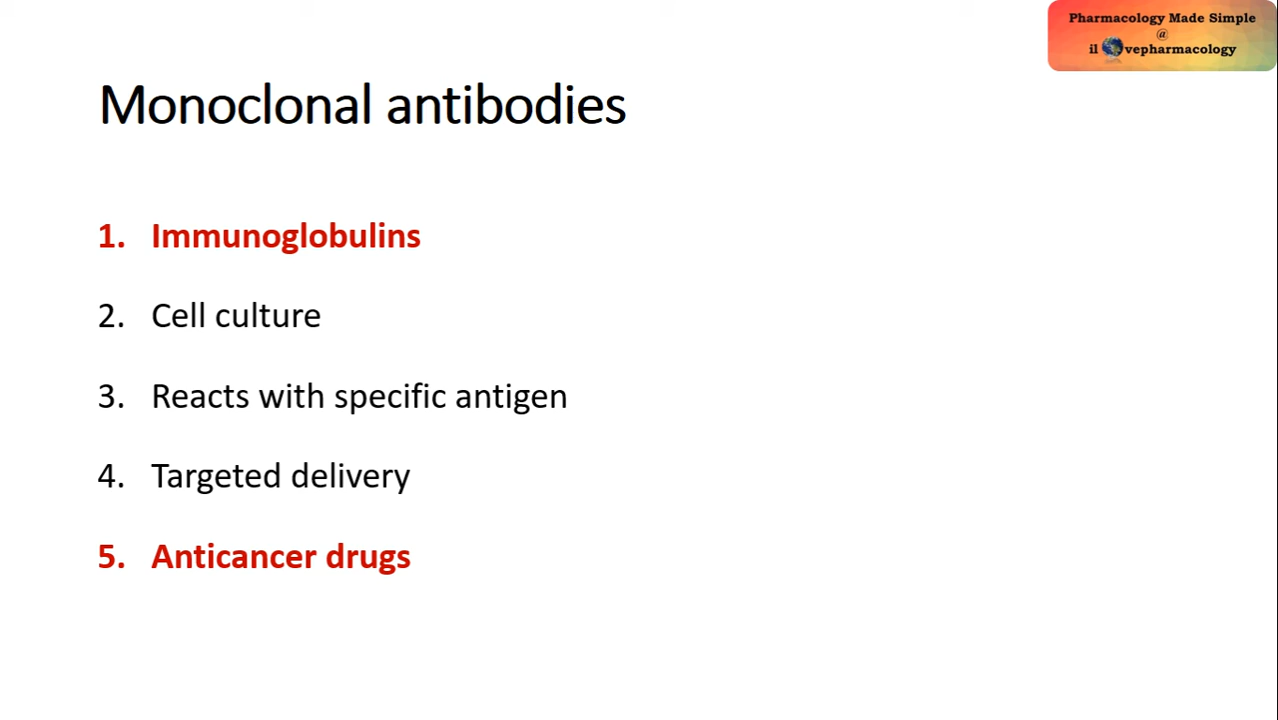 Pharmacology Made Simple
@
il vepharmacology
Monoclonal antibodies
1. Immunoglobulins
2. Cell culture
3. Reacts with specific antigen
4. Targeted delivery
5. Anticancer drugs